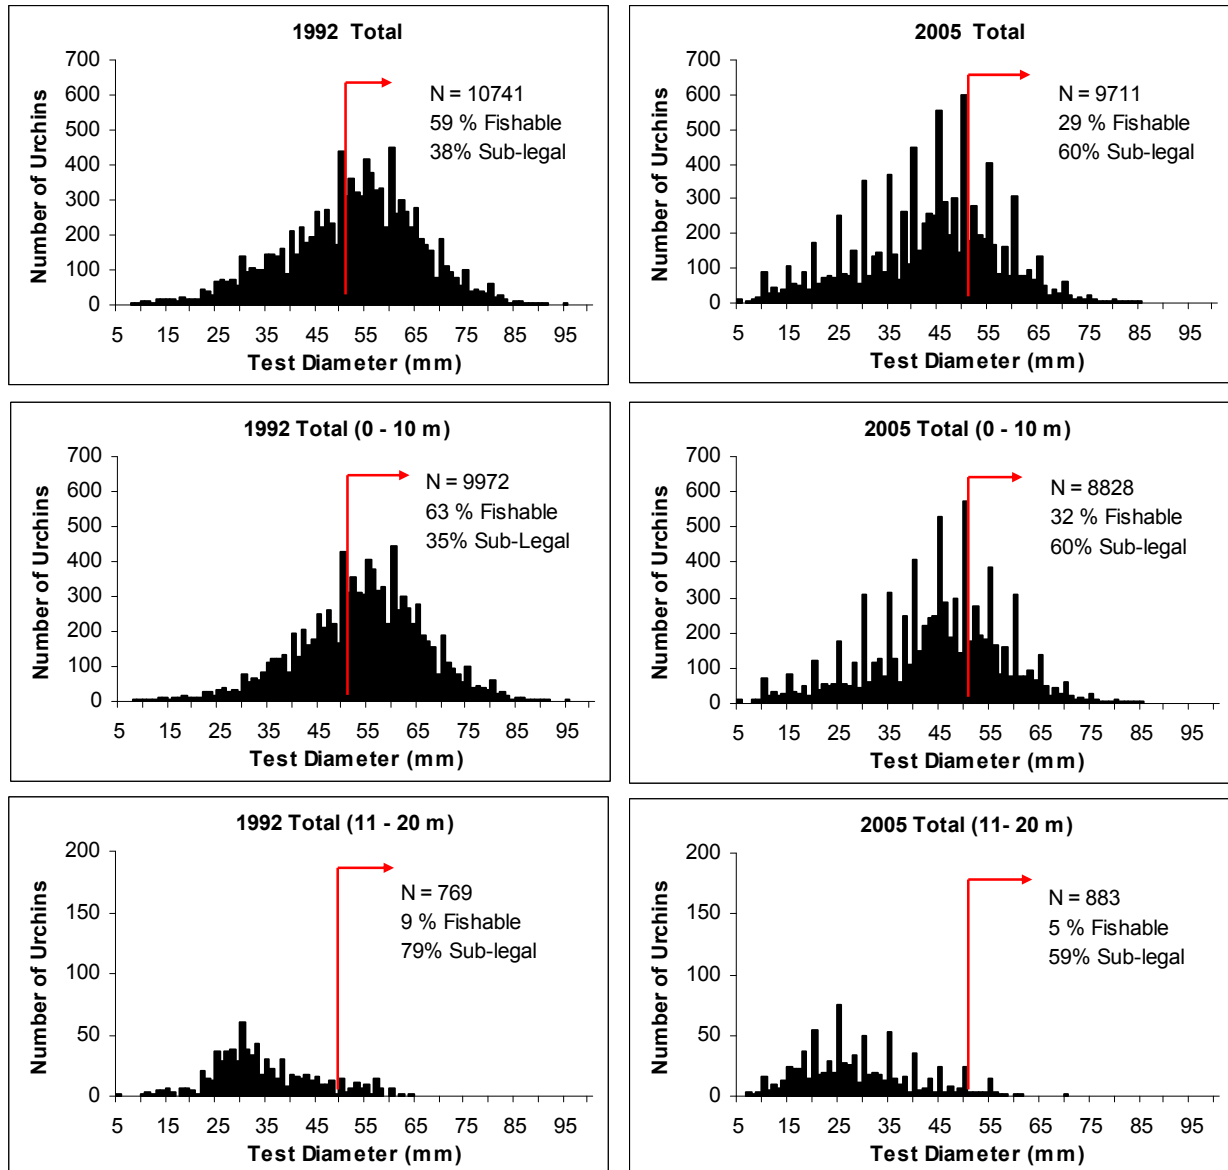 1992 Total
700
600
500
400
300
200
100
0
Number of Urchins
N = 10741
59 % Fishable
38% Sub-legal
5 15 25 35 45 55 65 75 85 95
Test Diameter (mm)
2005 Total
700
600
500
400
300
200
100
0
Number of Urchins
N = 9711
29 % Fishable
60% Sub-legal
5 15 25 35 45 55 65 75 85 95
Test Diameter (mm)
1992 Total (0 - 10 m)
700
600
500
400
300
200
100
0
Number of Urchins
N = 9972
63 % Fishable
35% Sub-Legal
5 15 25 35 45 55 65 75 85 95
Test Diameter (mm)
2005 Total (0 - 10 m)
700
600
500
400
300
200
100
0
Number of Urchins
N = 8828
32 % Fishable
60% Sub-legal
5 15 25 35 45 55 65 75 85 95
Test Diameter (mm)
1992 Total (11 - 20 m)
200
150
100
50
0
Number of Urchins
N = 769
9 % Fishable
79% Sub-legal
5 15 25 35 45 55 65 75 85 95
Test Diameter (mm)
2005 Total (11- 20 m)
200
150
100
50
0
Number of Urchins
N = 883
5 % Fishable
59% Sub-legal
5 15 25 35 45 55 65 75 85 95
Test Diameter (mm)